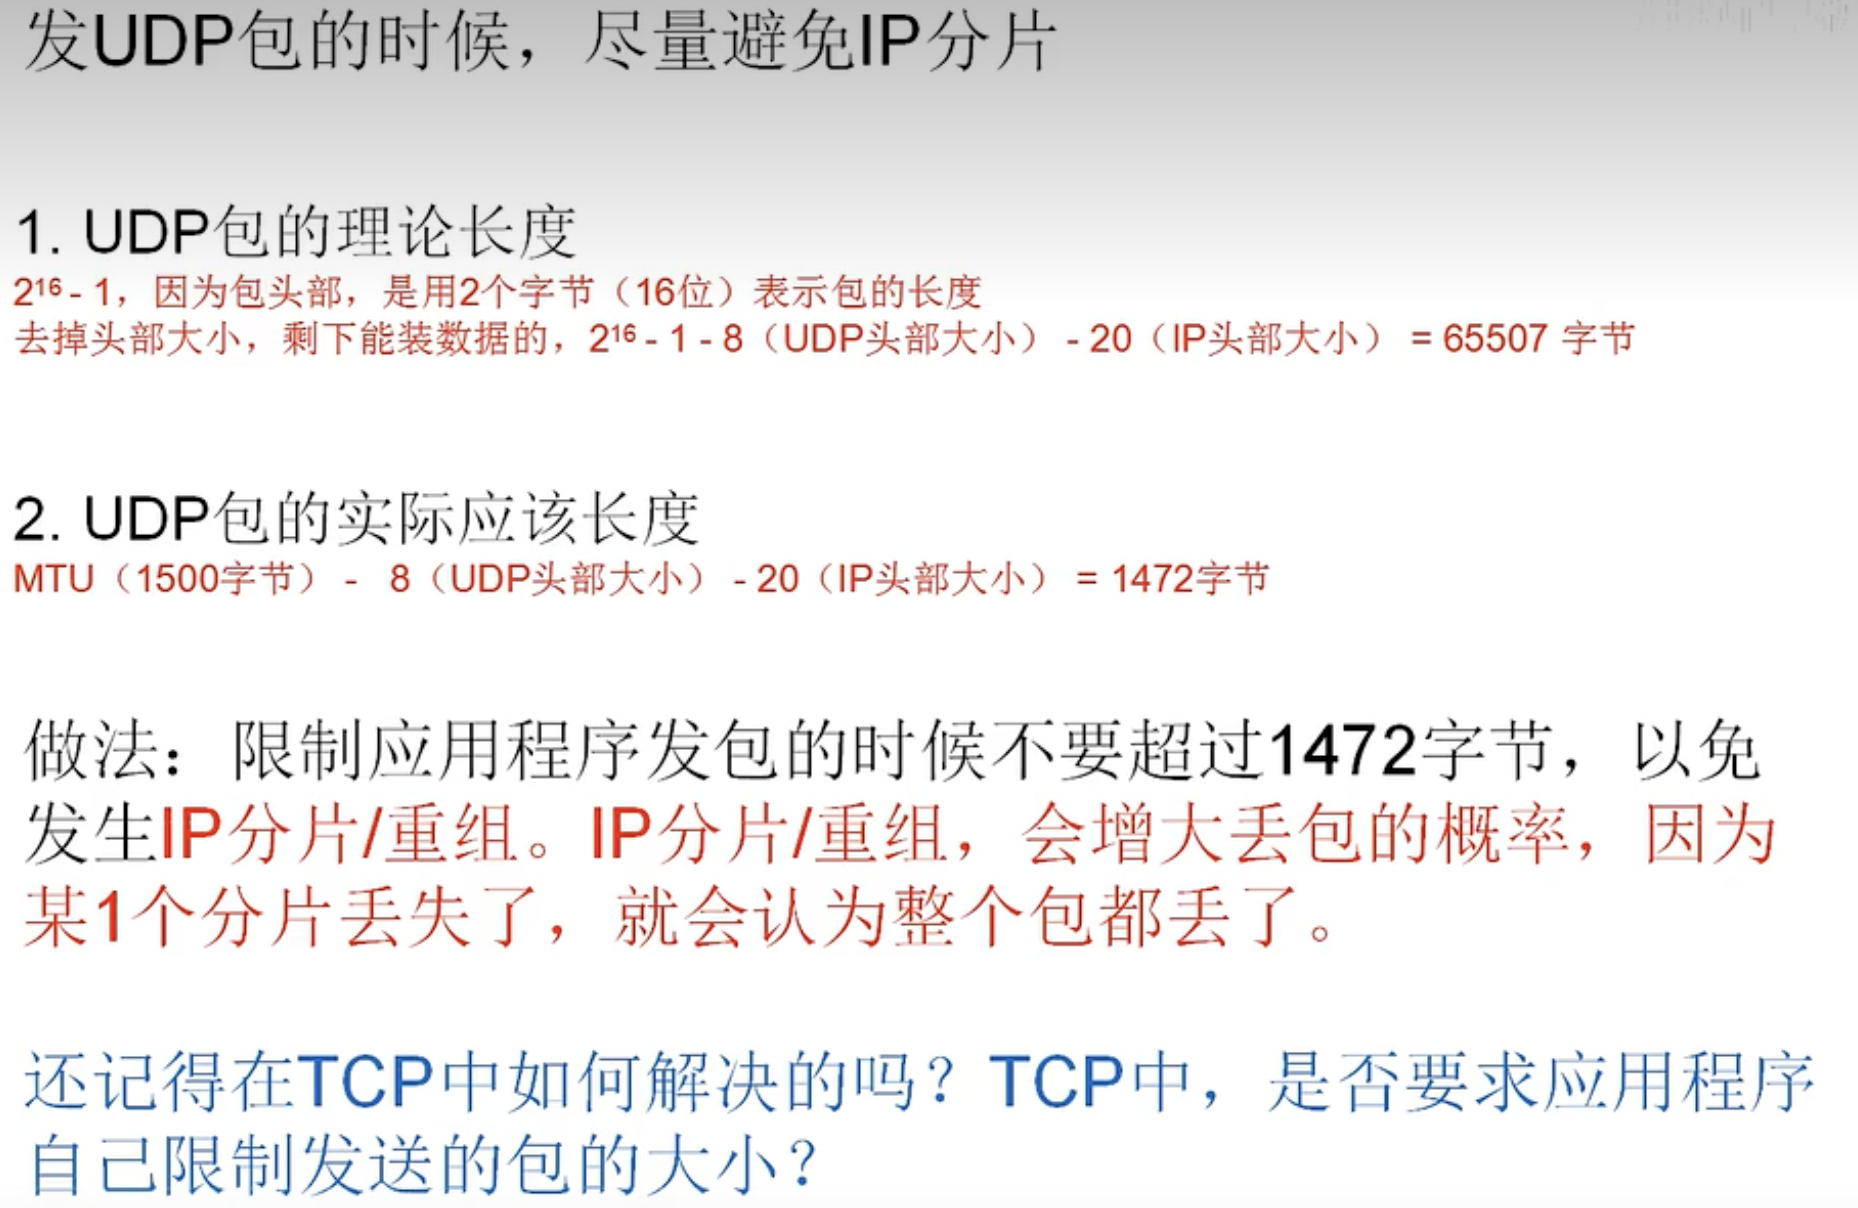 发UDP包的时候，尽量避免IP分片
1. UDP包的理论长度
2¹⁶ - 1，因为包头部，是用2个字节（16位）表示包的长度
去掉头部大小，剩下能装数据的，2¹⁶ - 1 - 8（UDP头部大小） - 20（IP头部大小） = 65507 字节
2. UDP包的实际应该长度
MTU（1500字节） - 8（UDP头部大小） - 20（IP头部大小） = 1472字节
做法：限制应用程序发包的时候不要超过1472字节，以免
发生IP分片/重组。IP分片/重组，会增大丢包的概率，因为
某1个分片丢失了，就会认为整个包都丢了。
还记得在TCP中如何解决的吗？TCP中，是否要求应用程序
自己限制发送的包的大小？